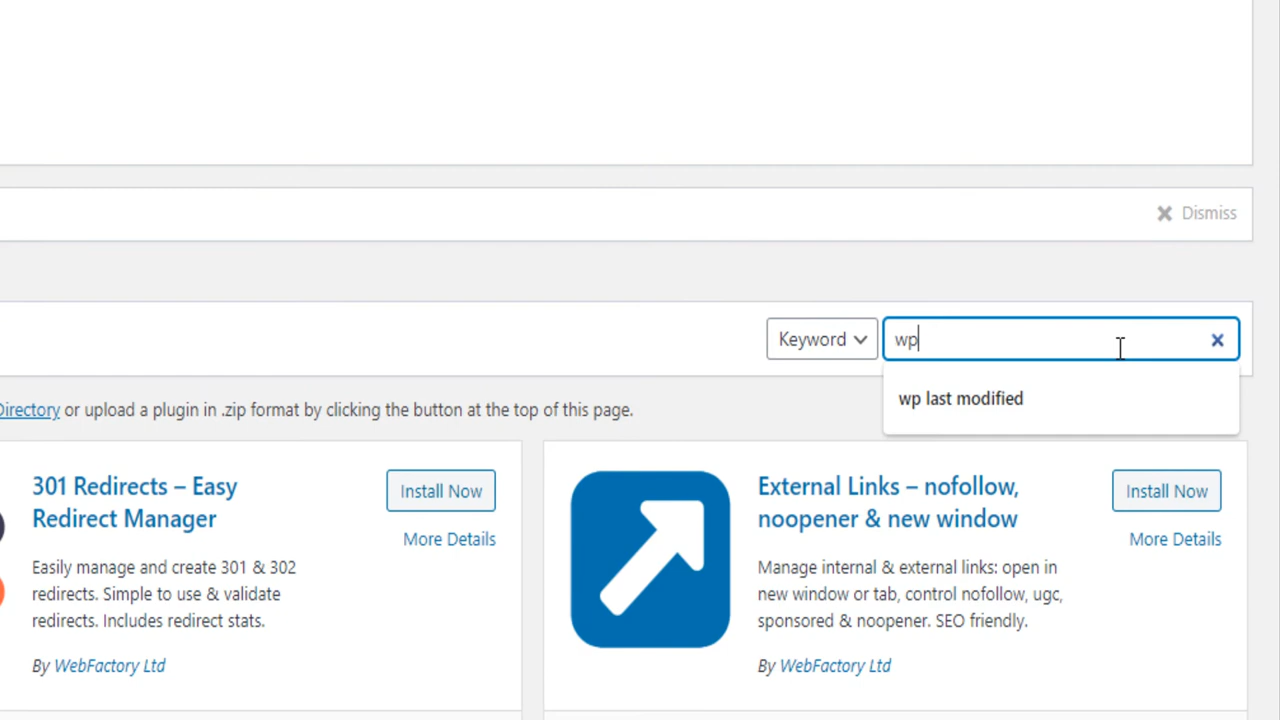 Dismiss
Keyword
wp
wp last modified
Directory or upload a plugin in .zip format by clicking the button at the top of this page.
301 Redirects – Easy
Redirect Manager
Install Now
More Details
Easily manage and create 301 & 302
redirects. Simple to use & validate
redirects. Includes redirect stats.
By WebFactory Ltd
External Links – nofollow,
noopener & new window
Install Now
More Details
Manage internal & external links: open in
new window or tab, control nofollow, ugc,
sponsored & noopener. SEO friendly.
By WebFactory Ltd